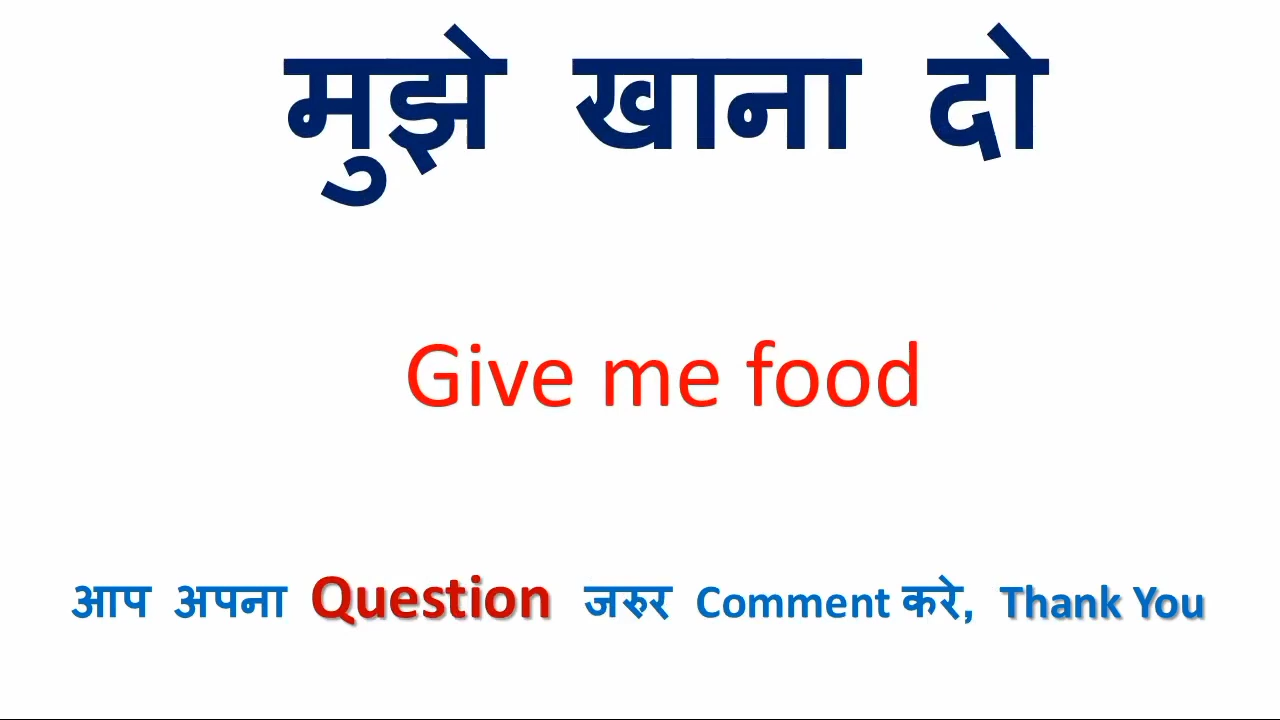 मुझे खाना दो
Give me food
आप अपना Question जरुर Comment करे, Thank You